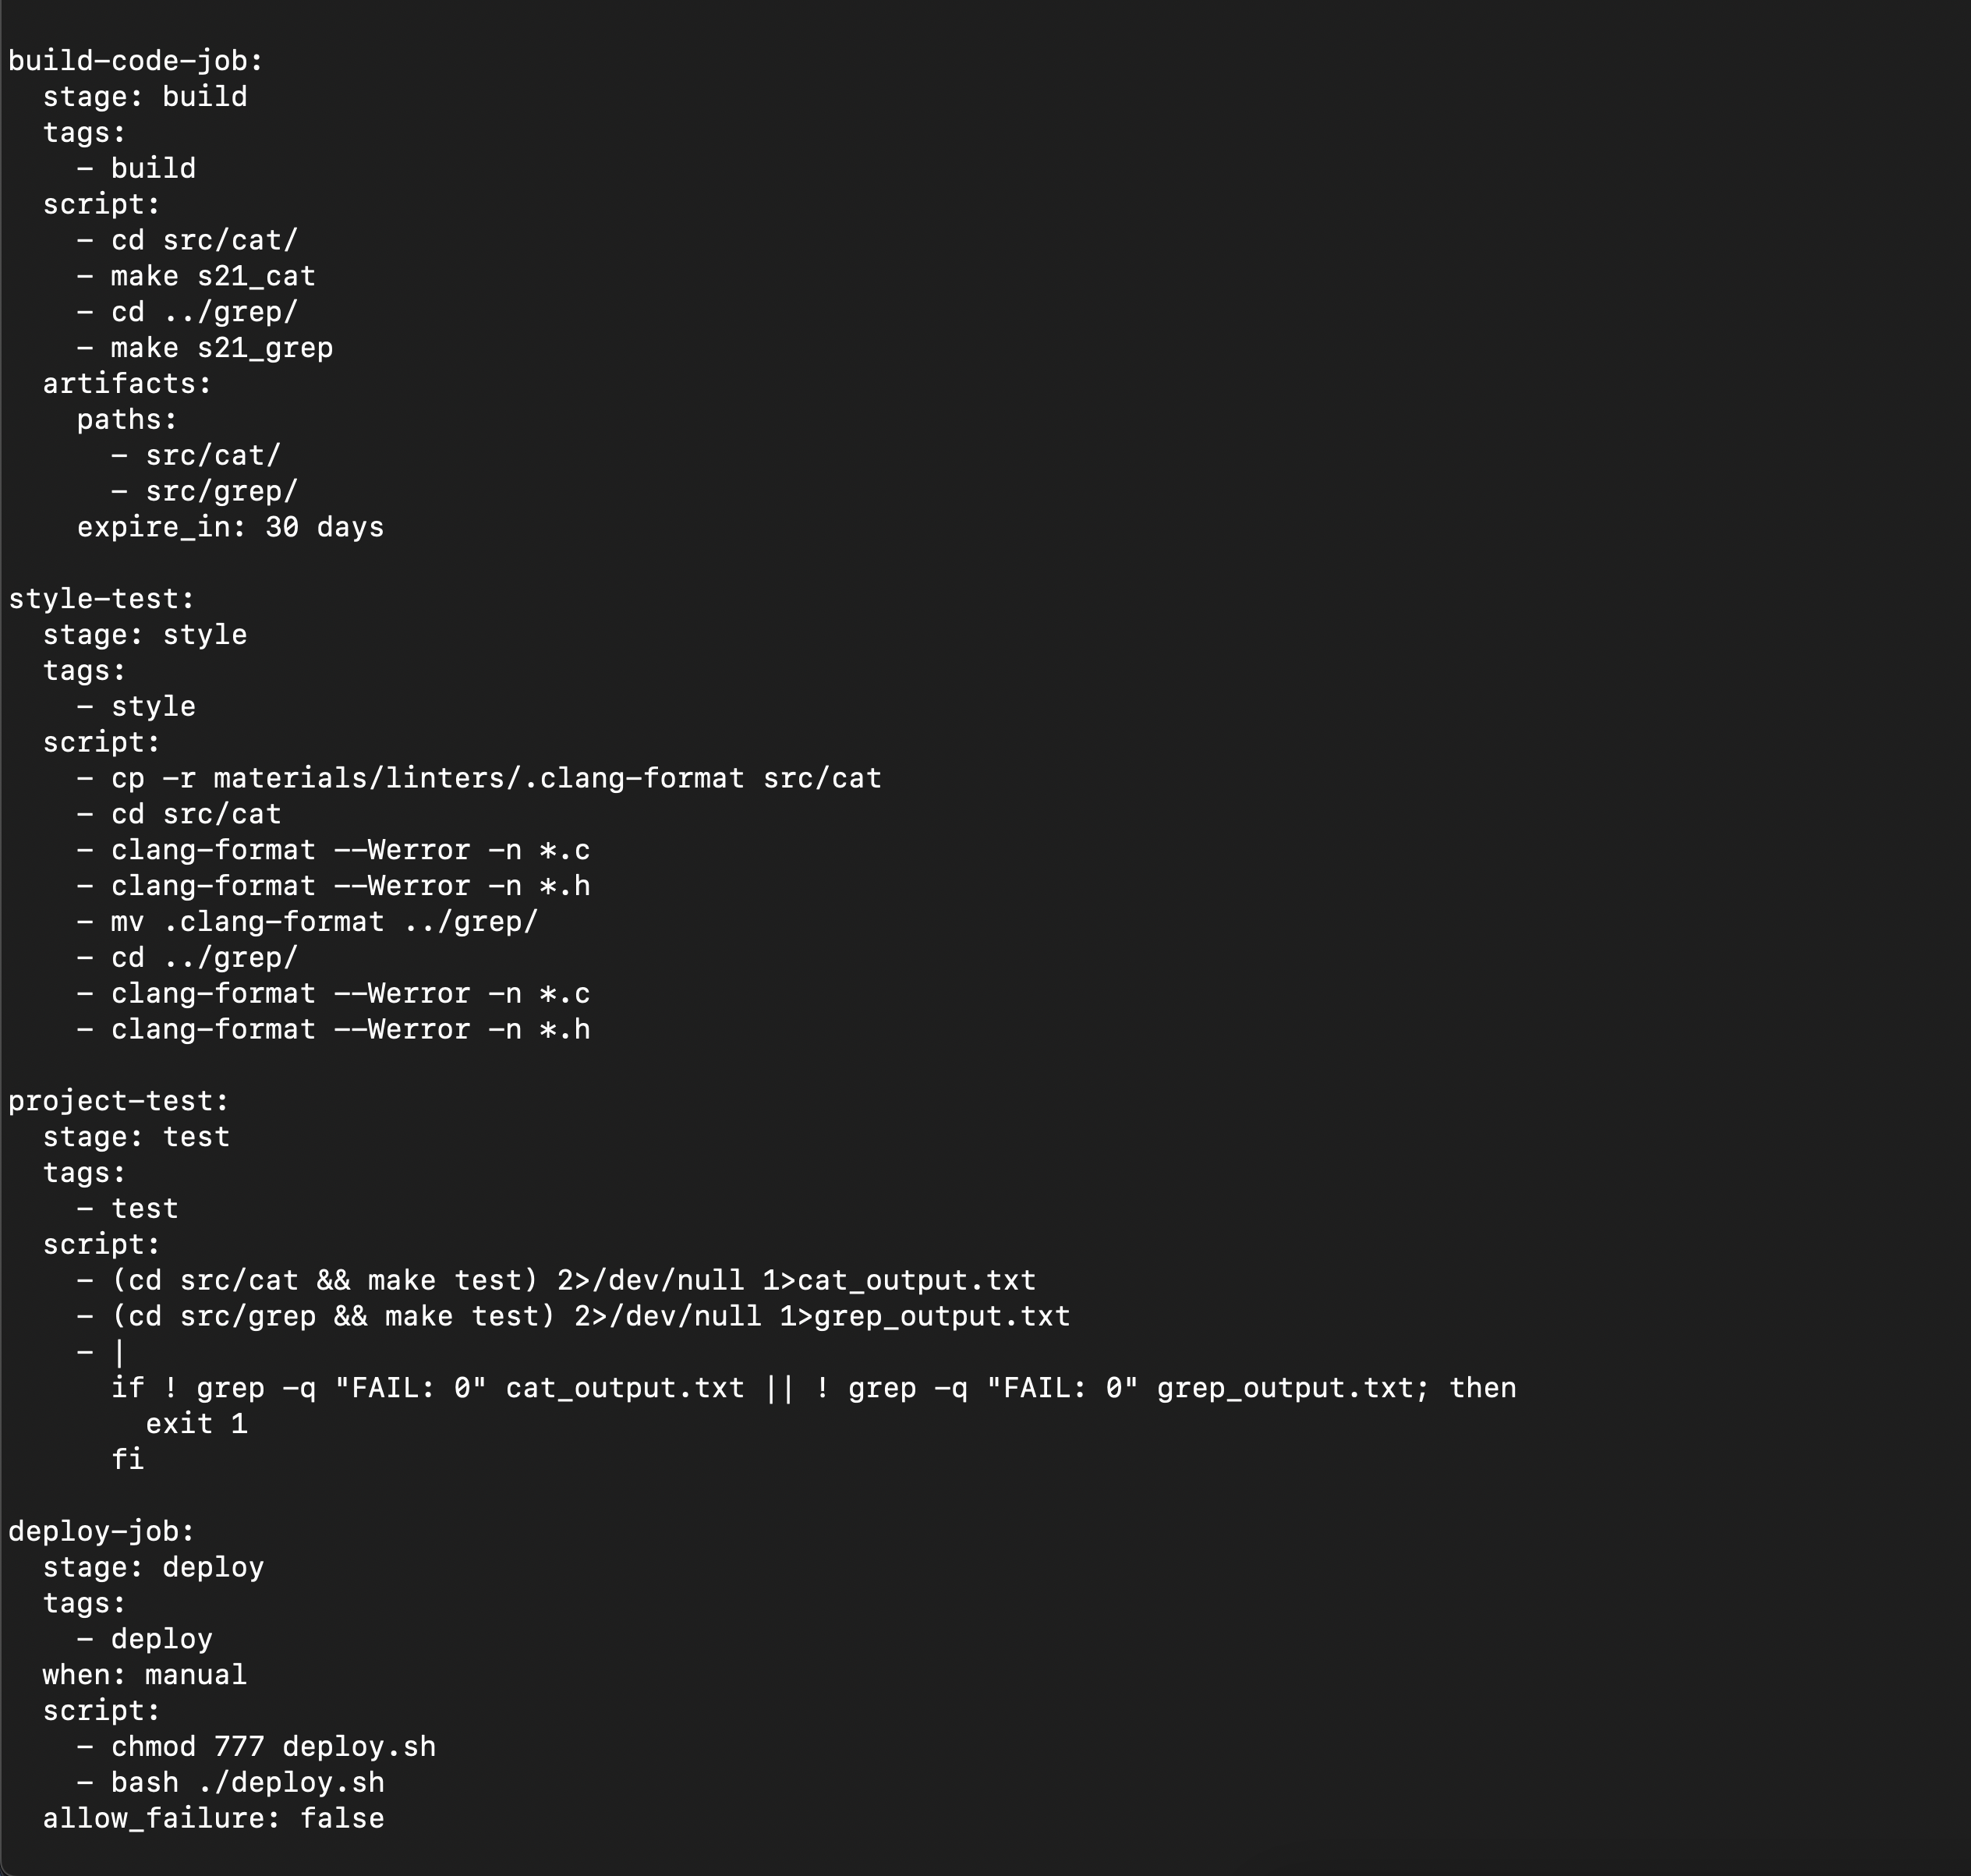 build-code-job:
  stage: build
  tags:
    - build
  script:
    - cd src/cat/
    - make s21_cat
    - cd ../grep/
    - make s21_grep
  artifacts:
    paths:
      - src/cat/
      - src/grep/
    expire_in: 30 days

style-test:
  stage: style
  tags:
    - style
  script:
    - cp -r materials/linters/.clang-format src/cat
    - cd src/cat
    - clang-format --Werror -n *.c
    - clang-format --Werror -n *.h
    - mv .clang-format ../grep/
    - cd ../grep/
    - clang-format --Werror -n *.c
    - clang-format --Werror -n *.h

project-test:
  stage: test
  tags:
    - test
  script:
    - (cd src/cat && make test) 2>/dev/null 1>cat_output.txt
    - (cd src/grep && make test) 2>/dev/null 1>grep_output.txt
    - |
      if ! grep -q "FAIL: 0" cat_output.txt || ! grep -q "FAIL: 0" grep_output.txt; then
        exit 1
      fi

deploy-job:
  stage: deploy
  tags:
    - deploy
  when: manual
  script:
    - chmod 777 deploy.sh
    - bash ./deploy.sh
  allow_failure: false